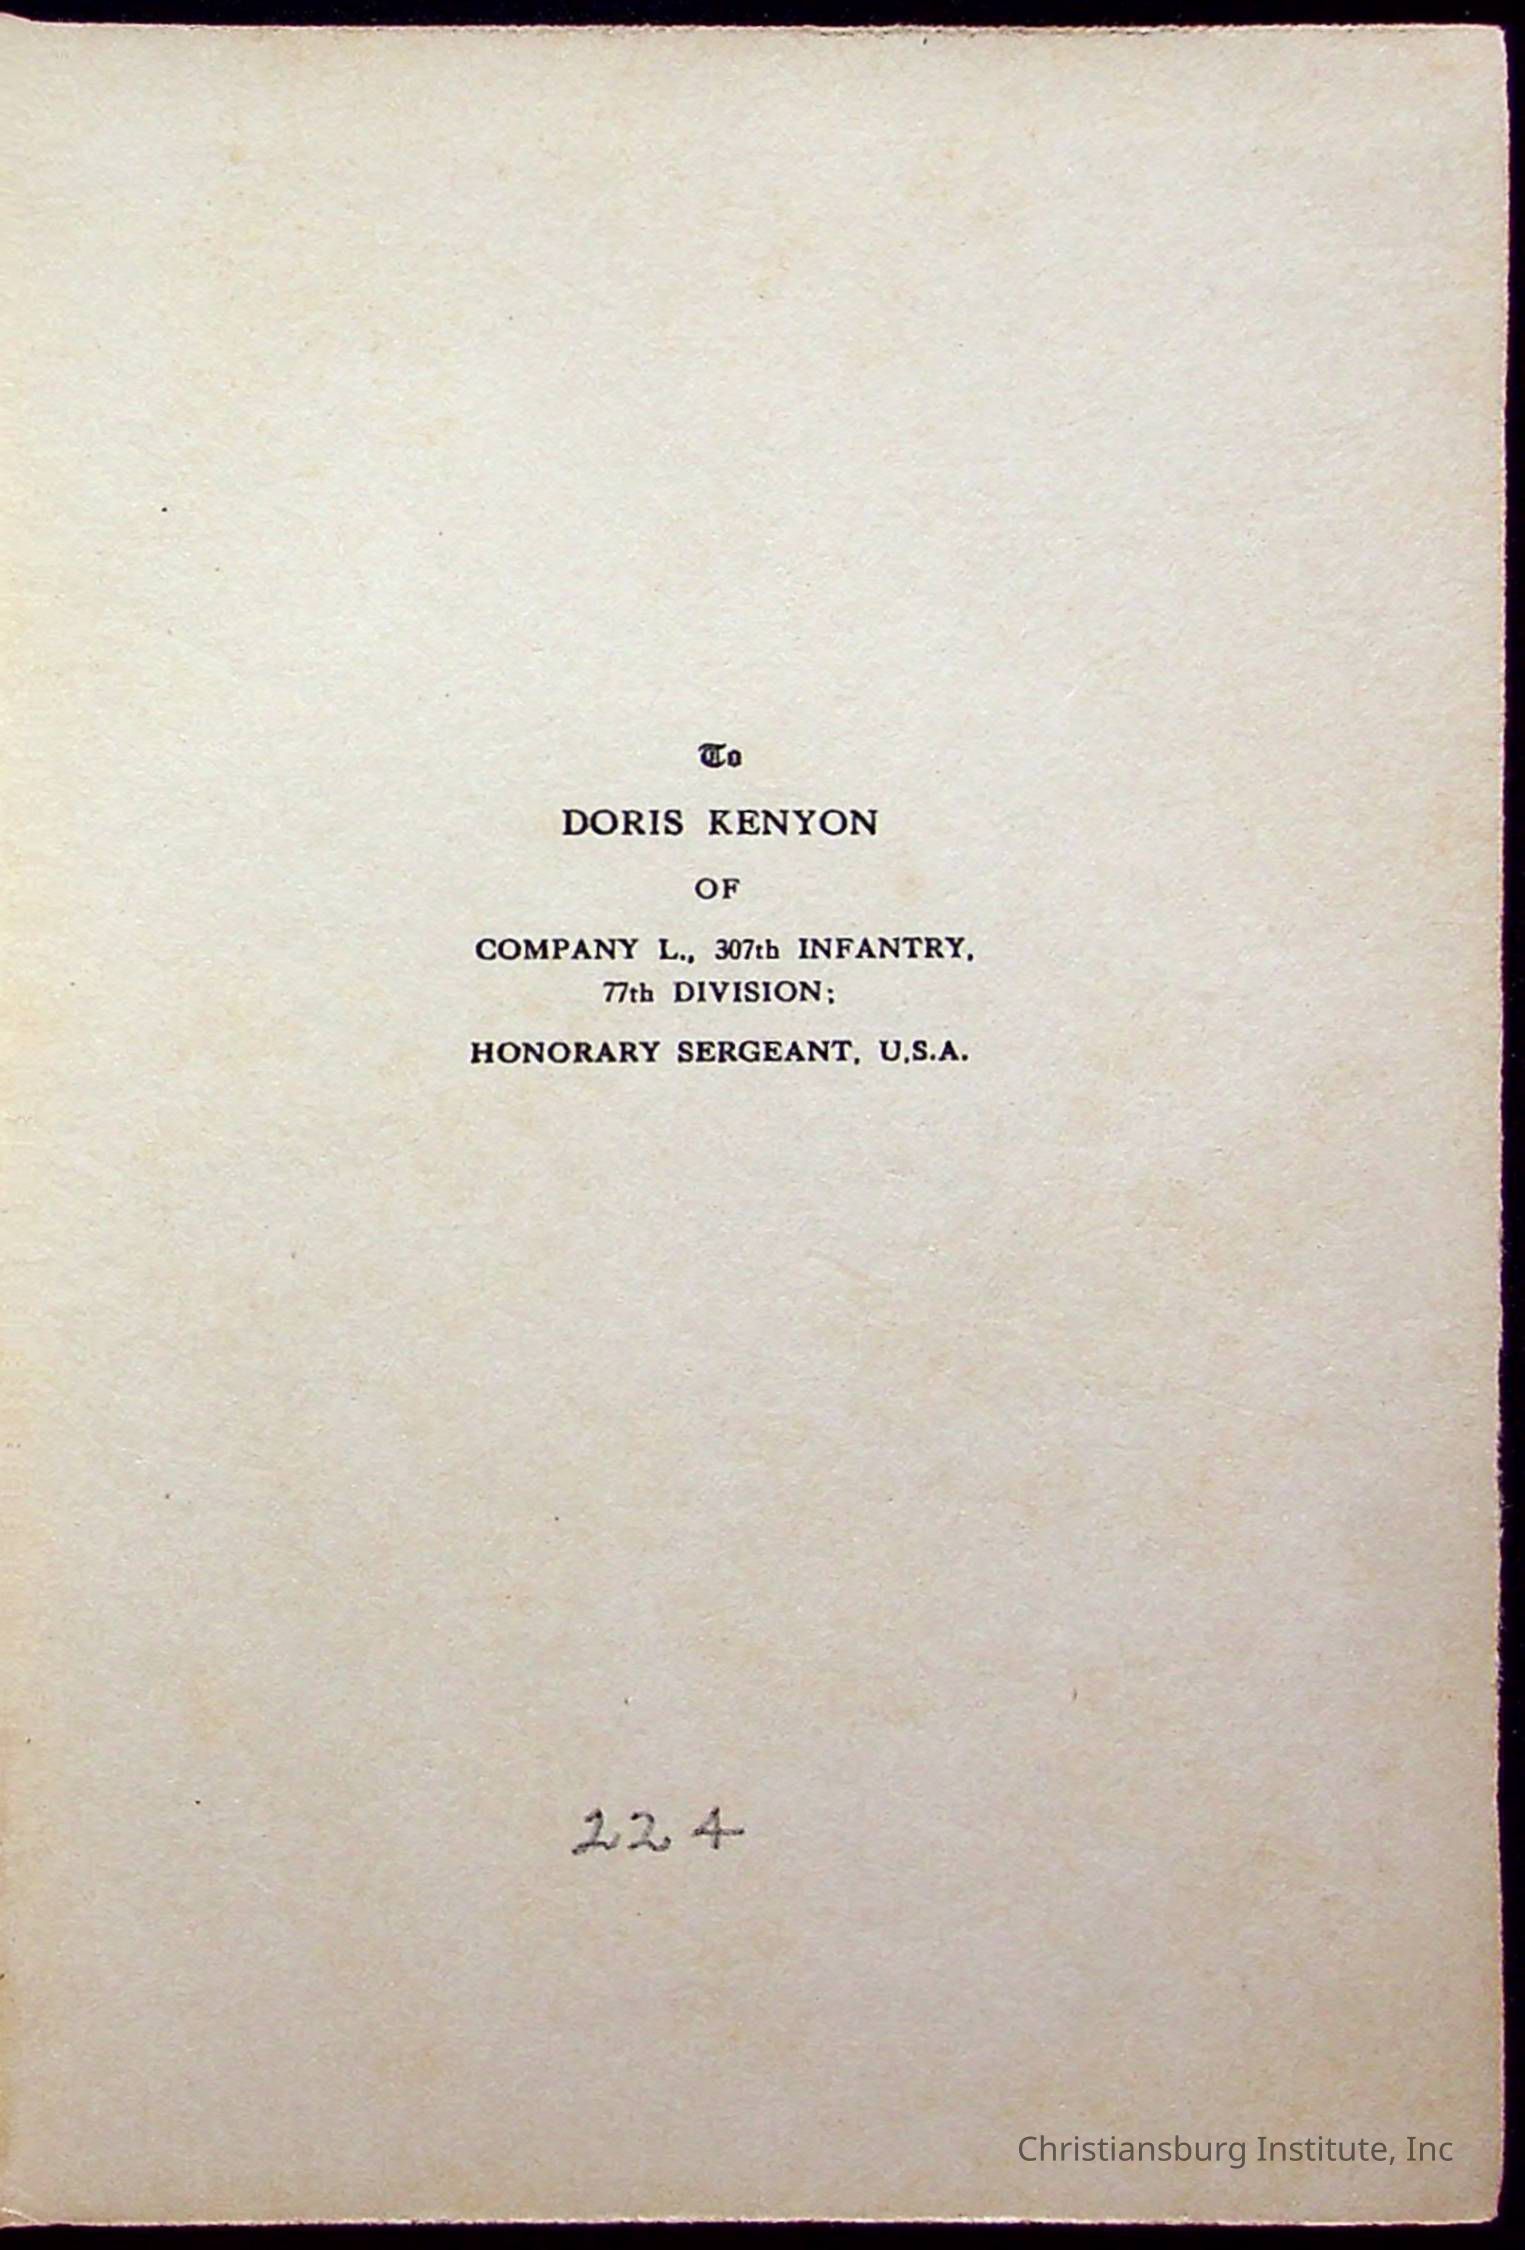 To
DORIS KENYON
OF
COMPANY L., 307th INFANTRY,
77th DIVISION;
HONORARY SERGEANT, U.S.A.
224
Christiansburg Institute, Inc